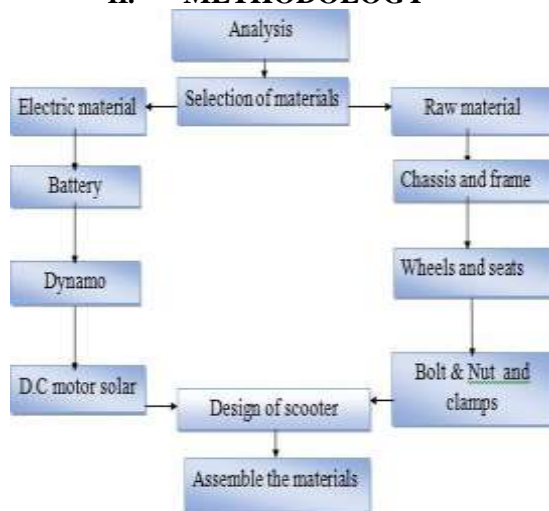 II. METHODOLOGY
Analysis
Selection of materials
Electric material
Raw material
Battery
Chassis and frame
Dynamo
Wheels and seats
D.C motor solar
Bolt & Nut and
clamps
Design of scooter
Assemble the materials